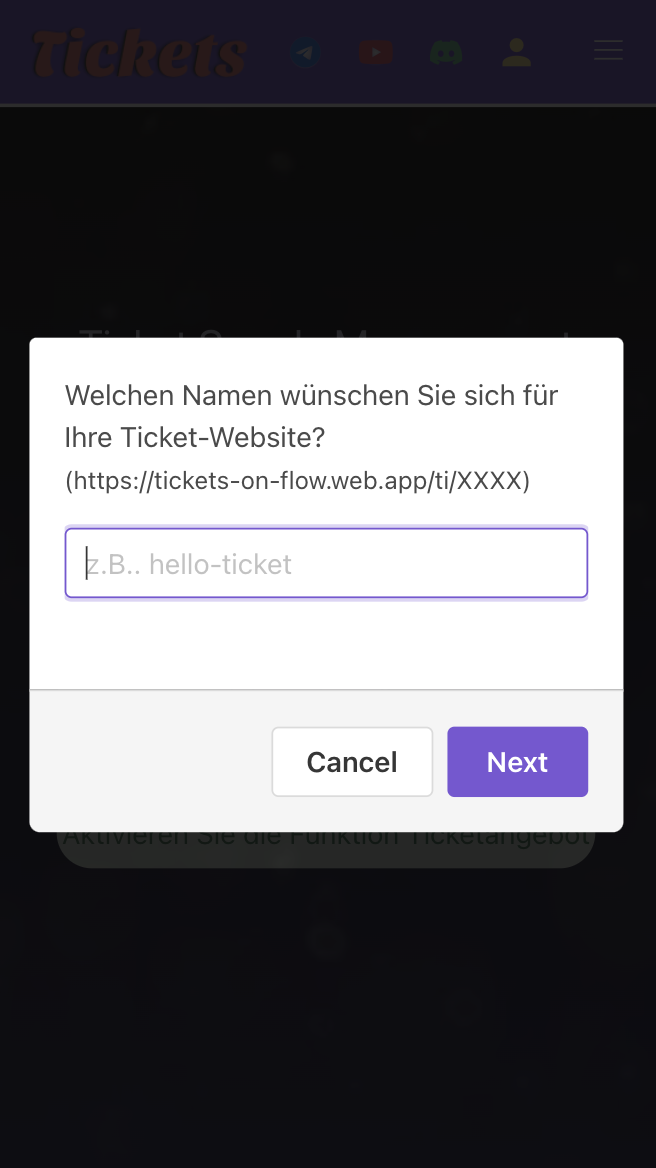 Tickets
Welchen Namen wünschen Sie sich für
Ihre Ticket-Website?
(https://tickets-on-flow.web.app/ti/XXXX)
z.B.. hello-ticket
Cancel
Next
Aktivieren Sie die Funktion Ticketangebot